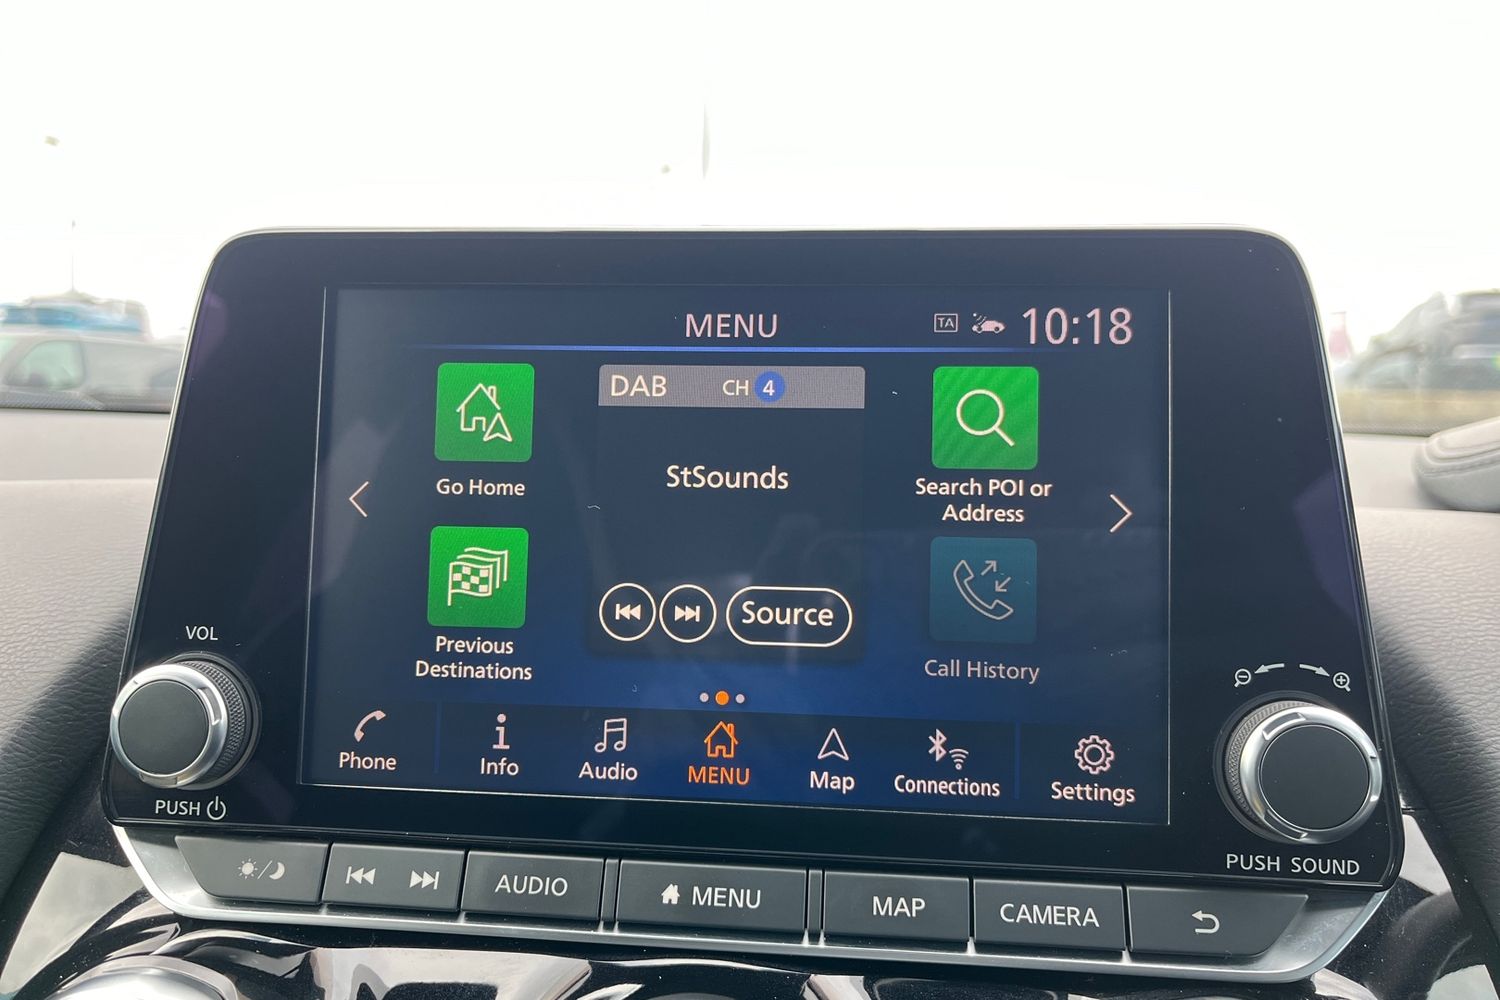 MENU
TA
10:18
DAB CH 4
Go Home
StSounds
Search POI or
Address
Previous
Destinations
Source
Call History
Phone
Info
Audio
MENU
Map
Connections
Settings
VOL
PUSH
PUSH SOUND
AUDIO
MENU
MAP
CAMERA